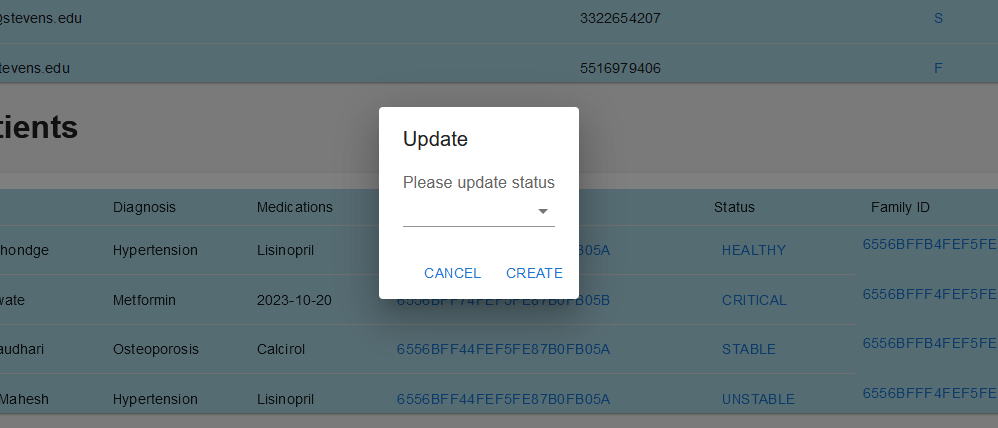 @stevens.edu 3322654207 S
tevens.edu 5516979406 F
tients
Update
Please update status
CANCEL CREATE
Diagnosis Medications Status Family ID
hondge Hypertension Lisinopril B05A HEALTHY 6556BFFB4FEF5FE
wate Metformin 2023-10-20 6556BFF74FEF5FE87B0FB05B CRITICAL 6556BFFF4FEF5FE
audhari Osteoporosis Calcirol 6556BFF44FEF5FE87B0FB05A STABLE 6556BFFB4FEF5FE
Mahesh Hypertension Lisinopril 6556BFF44FEF5FE87B0FB05A UNSTABLE 6556BFFF4FEF5FE